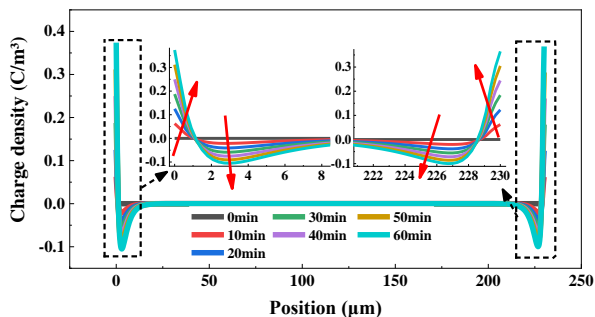 Charge density (C/m³)
0.4
0.3
0.2
0.1
0.0
-0.1
0.3
0.2
0.1
0.0
-0.1
0 2 4 6 8
0.3
0.2
0.1
0.0
-0.1
222 224 226 228 230
0min 30min 50min
10min 40min 60min
20min
0 50 100 150 200 250
Position (μm)